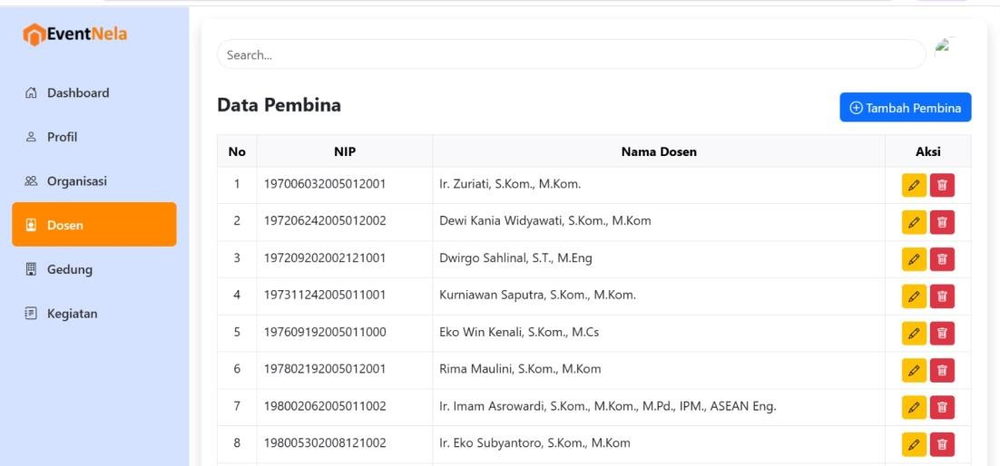 EventNela
Dashboard
Profil
Organisasi
Dosen
Gedung
Kegiatan
Search...
Data Pembina
Tambah Pembina
No NIP Nama Dosen Aksi
1 197006032005012001 Ir. Zuriati, S.Kom., M.Kom.
2 197206242005012002 Dewi Kania Widyawati, S.Kom., M.Kom
3 197209202002121001 Dwirgo Sahlinal, S.T., M.Eng
4 197311242005011001 Kurniawan Saputra, S.Kom., M.Kom.
5 197609192005011000 Eko Win Kenali, S.Kom., M.Cs
6 197802192005012001 Rima Maulini, S.Kom., M.Kom
7 198002062005011002 Ir. Imam Asrowardi, S.Kom., M.Kom., M.Pd., IPM., ASEAN Eng.
8 198005302008121002 Ir. Eko Subyantoro, S.Kom., M.Kom